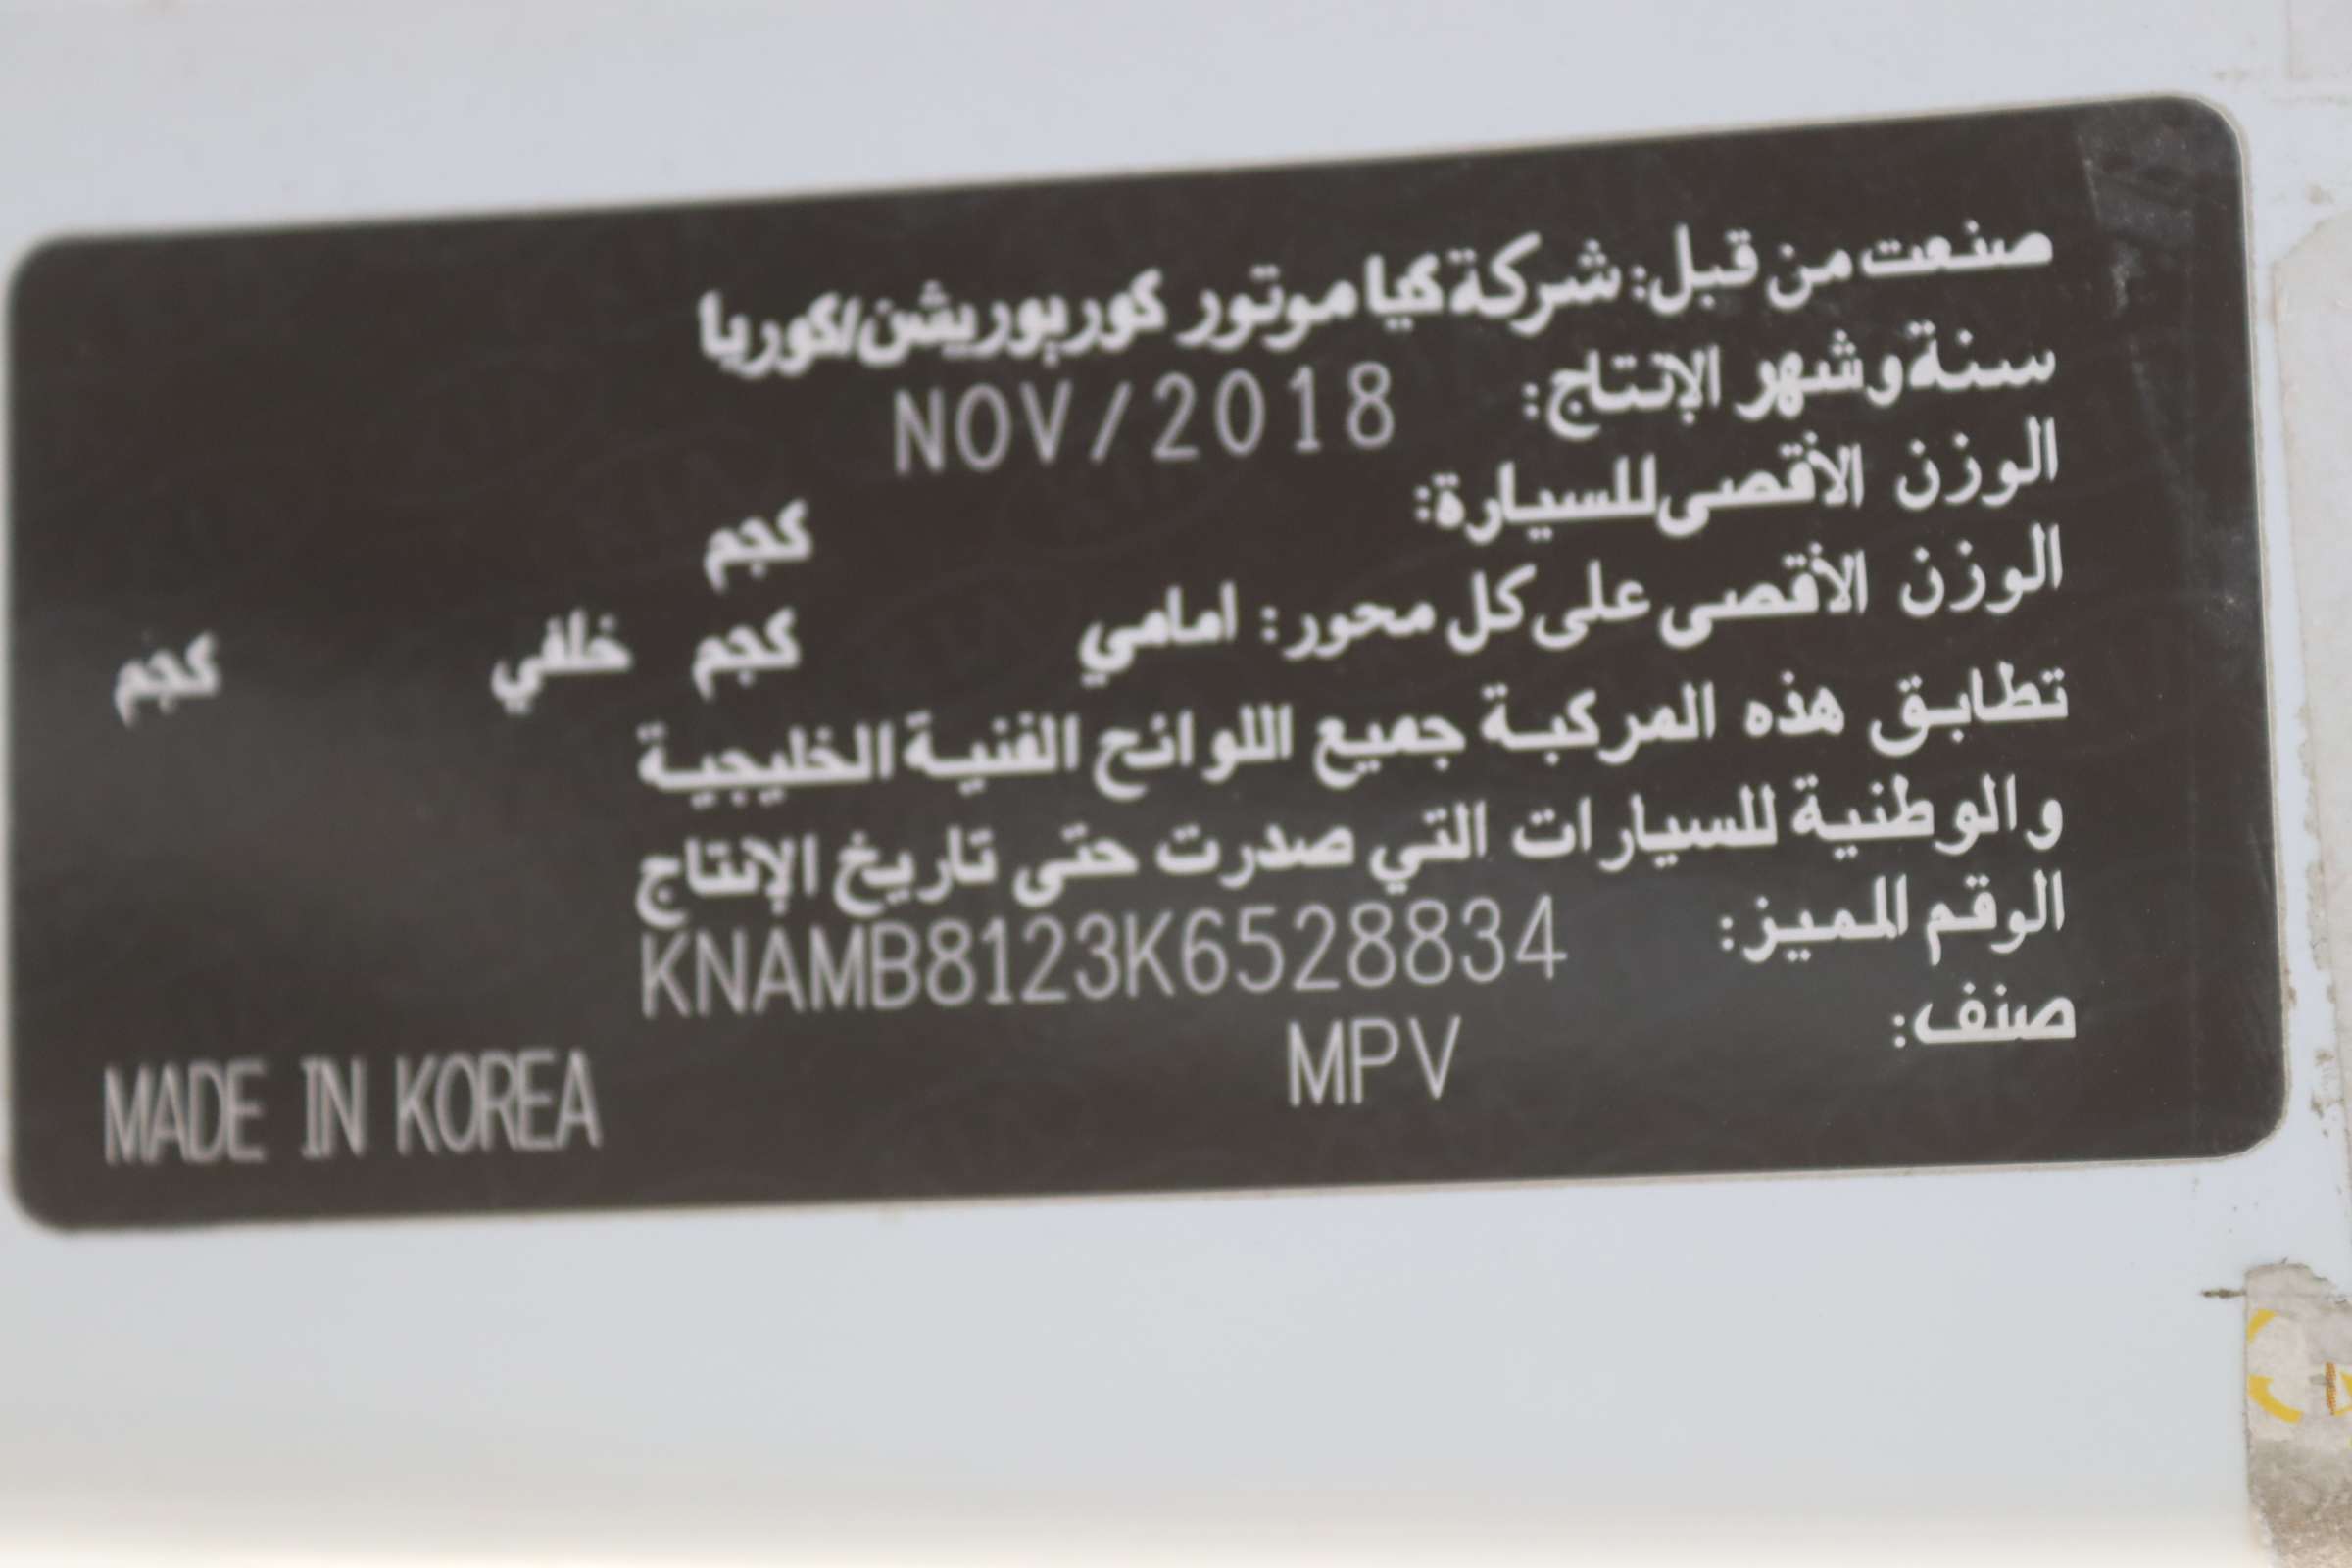 صنعت من قبل: شركة كيا موتور كوربوريشن/كوريا
سنة وشهر الإنتاج: NOV/2018
الوزن الأقصى للسيارة: كجم
الوزن الأقصى على كل محور: امامي كجم خلفي كجم
تطابق هذه المركبة جميع اللوائح الفنية الخليجية
والوطنية للسيارات التي صدرت حتى تاريخ الإنتاج
الوقم المميز: KNAMB8123K6528834
صنف: MPV
MADE IN KOREA